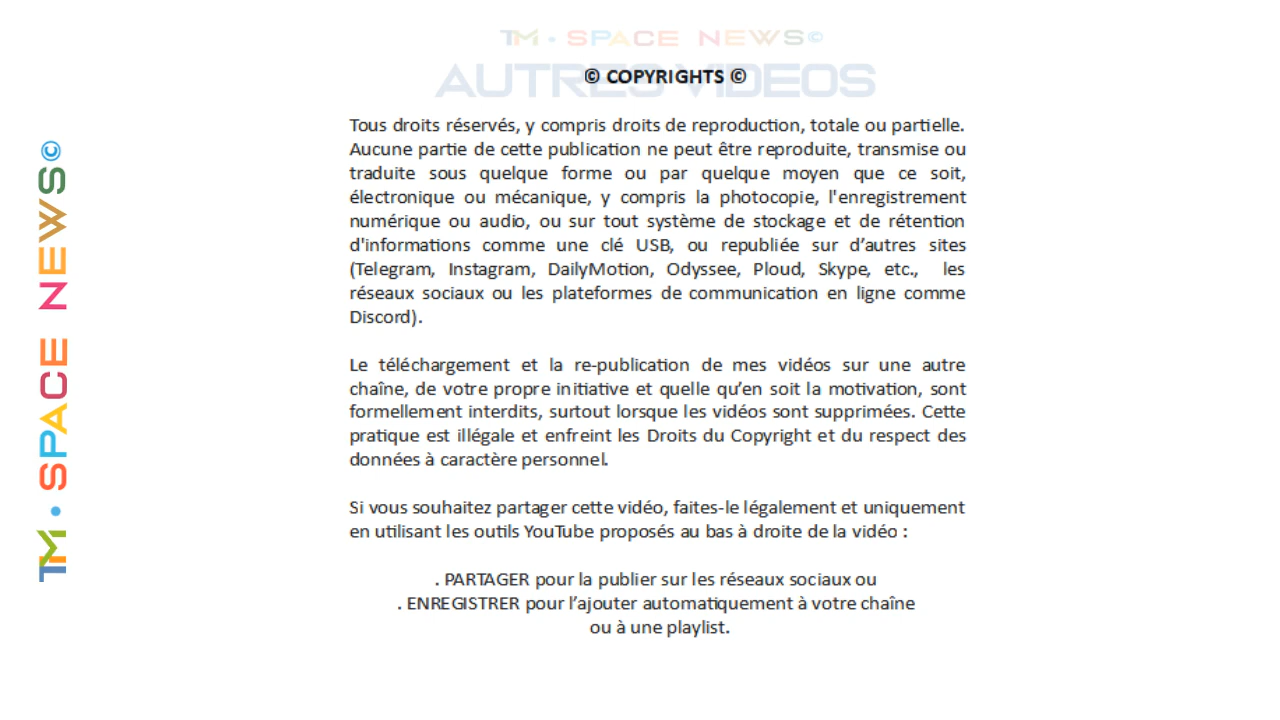 TM • SPACE NEWS©
AUTRES VIDEOS
© COPYRIGHTS ©
Tous droits réservés, y compris droits de reproduction, totale ou partielle.
Aucune partie de cette publication ne peut être reproduite, transmise ou
traduite sous quelque forme ou par quelque moyen que ce soit,
électronique ou mécanique, y compris la photocopie, l'enregistrement
numérique ou audio, ou sur tout système de stockage et de rétention
d'informations comme une clé USB, ou republiée sur d’autres sites
(Telegram, Instagram, DailyMotion, Odyssee, Ploud, Skype, etc., les
réseaux sociaux ou les plateformes de communication en ligne comme
Discord).
Le téléchargement et la re-publication de mes vidéos sur une autre
chaîne, de votre propre initiative et quelle qu’en soit la motivation, sont
formellement interdits, surtout lorsque les vidéos sont supprimées. Cette
pratique est illégale et enfreint les Droits du Copyright et du respect des
données à caractère personnel.
Si vous souhaitez partager cette vidéo, faites-le légalement et uniquement
en utilisant les outils YouTube proposés au bas à droite de la vidéo :
. PARTAGER pour la publier sur les réseaux sociaux ou
. ENREGISTRER pour l’ajouter automatiquement à votre chaîne
ou à une playlist.
TM • SPACE NEWS©